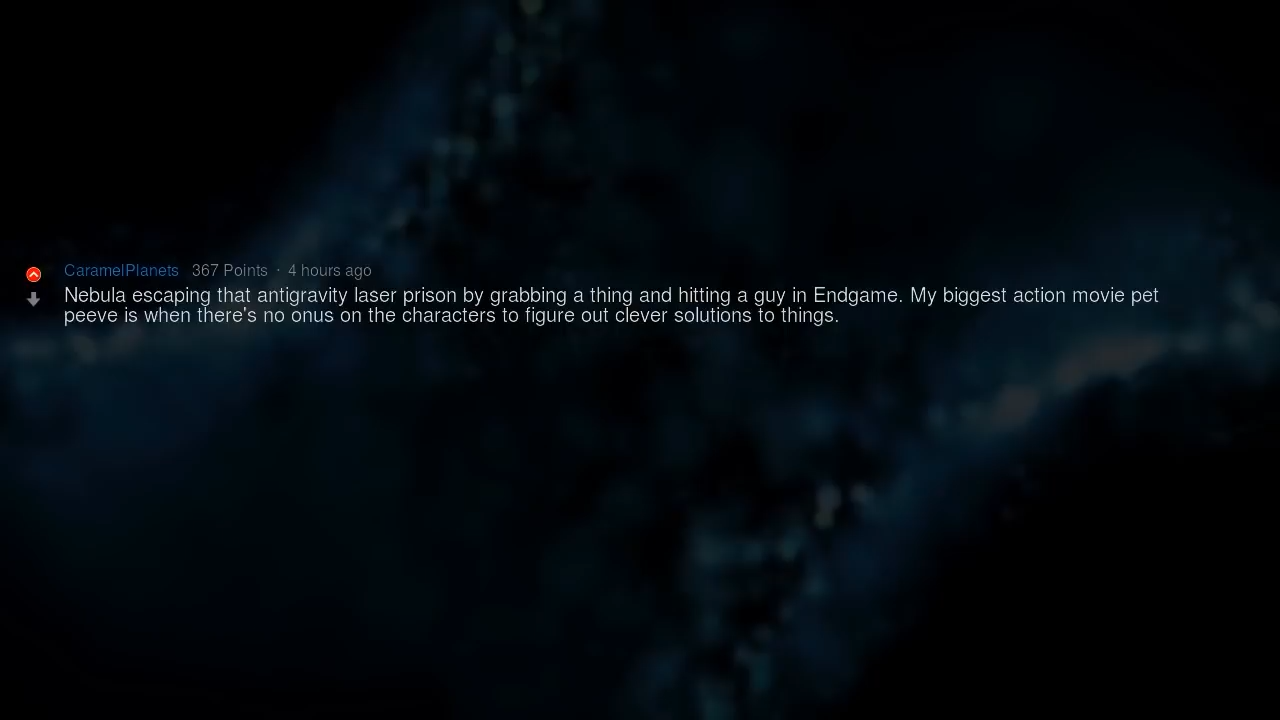 CaramelPlanets 367 Points · 4 hours ago
Nebula escaping that antigravity laser prison by grabbing a thing and hitting a guy in Endgame. My biggest action movie pet
peeve is when there's no onus on the characters to figure out clever solutions to things.